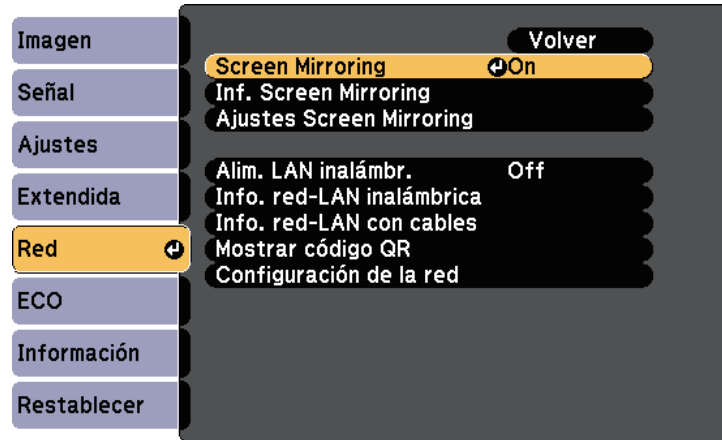 Imagen
Señal
Ajustes
Extendida
Red
ECO
Información
Restablecer
Volver
Screen Mirroring On
Inf. Screen Mirroring
Ajustes Screen Mirroring
Alim. LAN inalámbr. Off
Info. red-LAN inalámbrica
Info. red-LAN con cables
Mostrar código QR
Configuración de la red